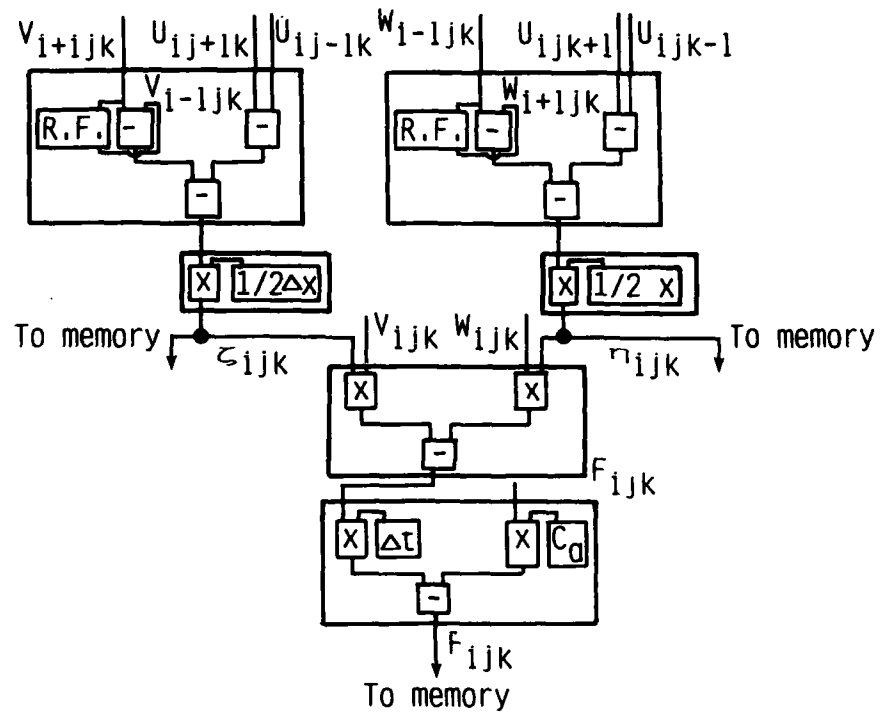 V i+ijk U ij+1k U ij-1k W i-1jk U ijk+1 U ijk-1
V i-1jk W i+1jk
R.F. - - R.F. - -
- -
X 1/2Δx X 1/2 x
To memory ζ ijk V ijk W ijk η ijk To memory
X X
-
F ijk
X Δt X C a
-
F ijk
To memory